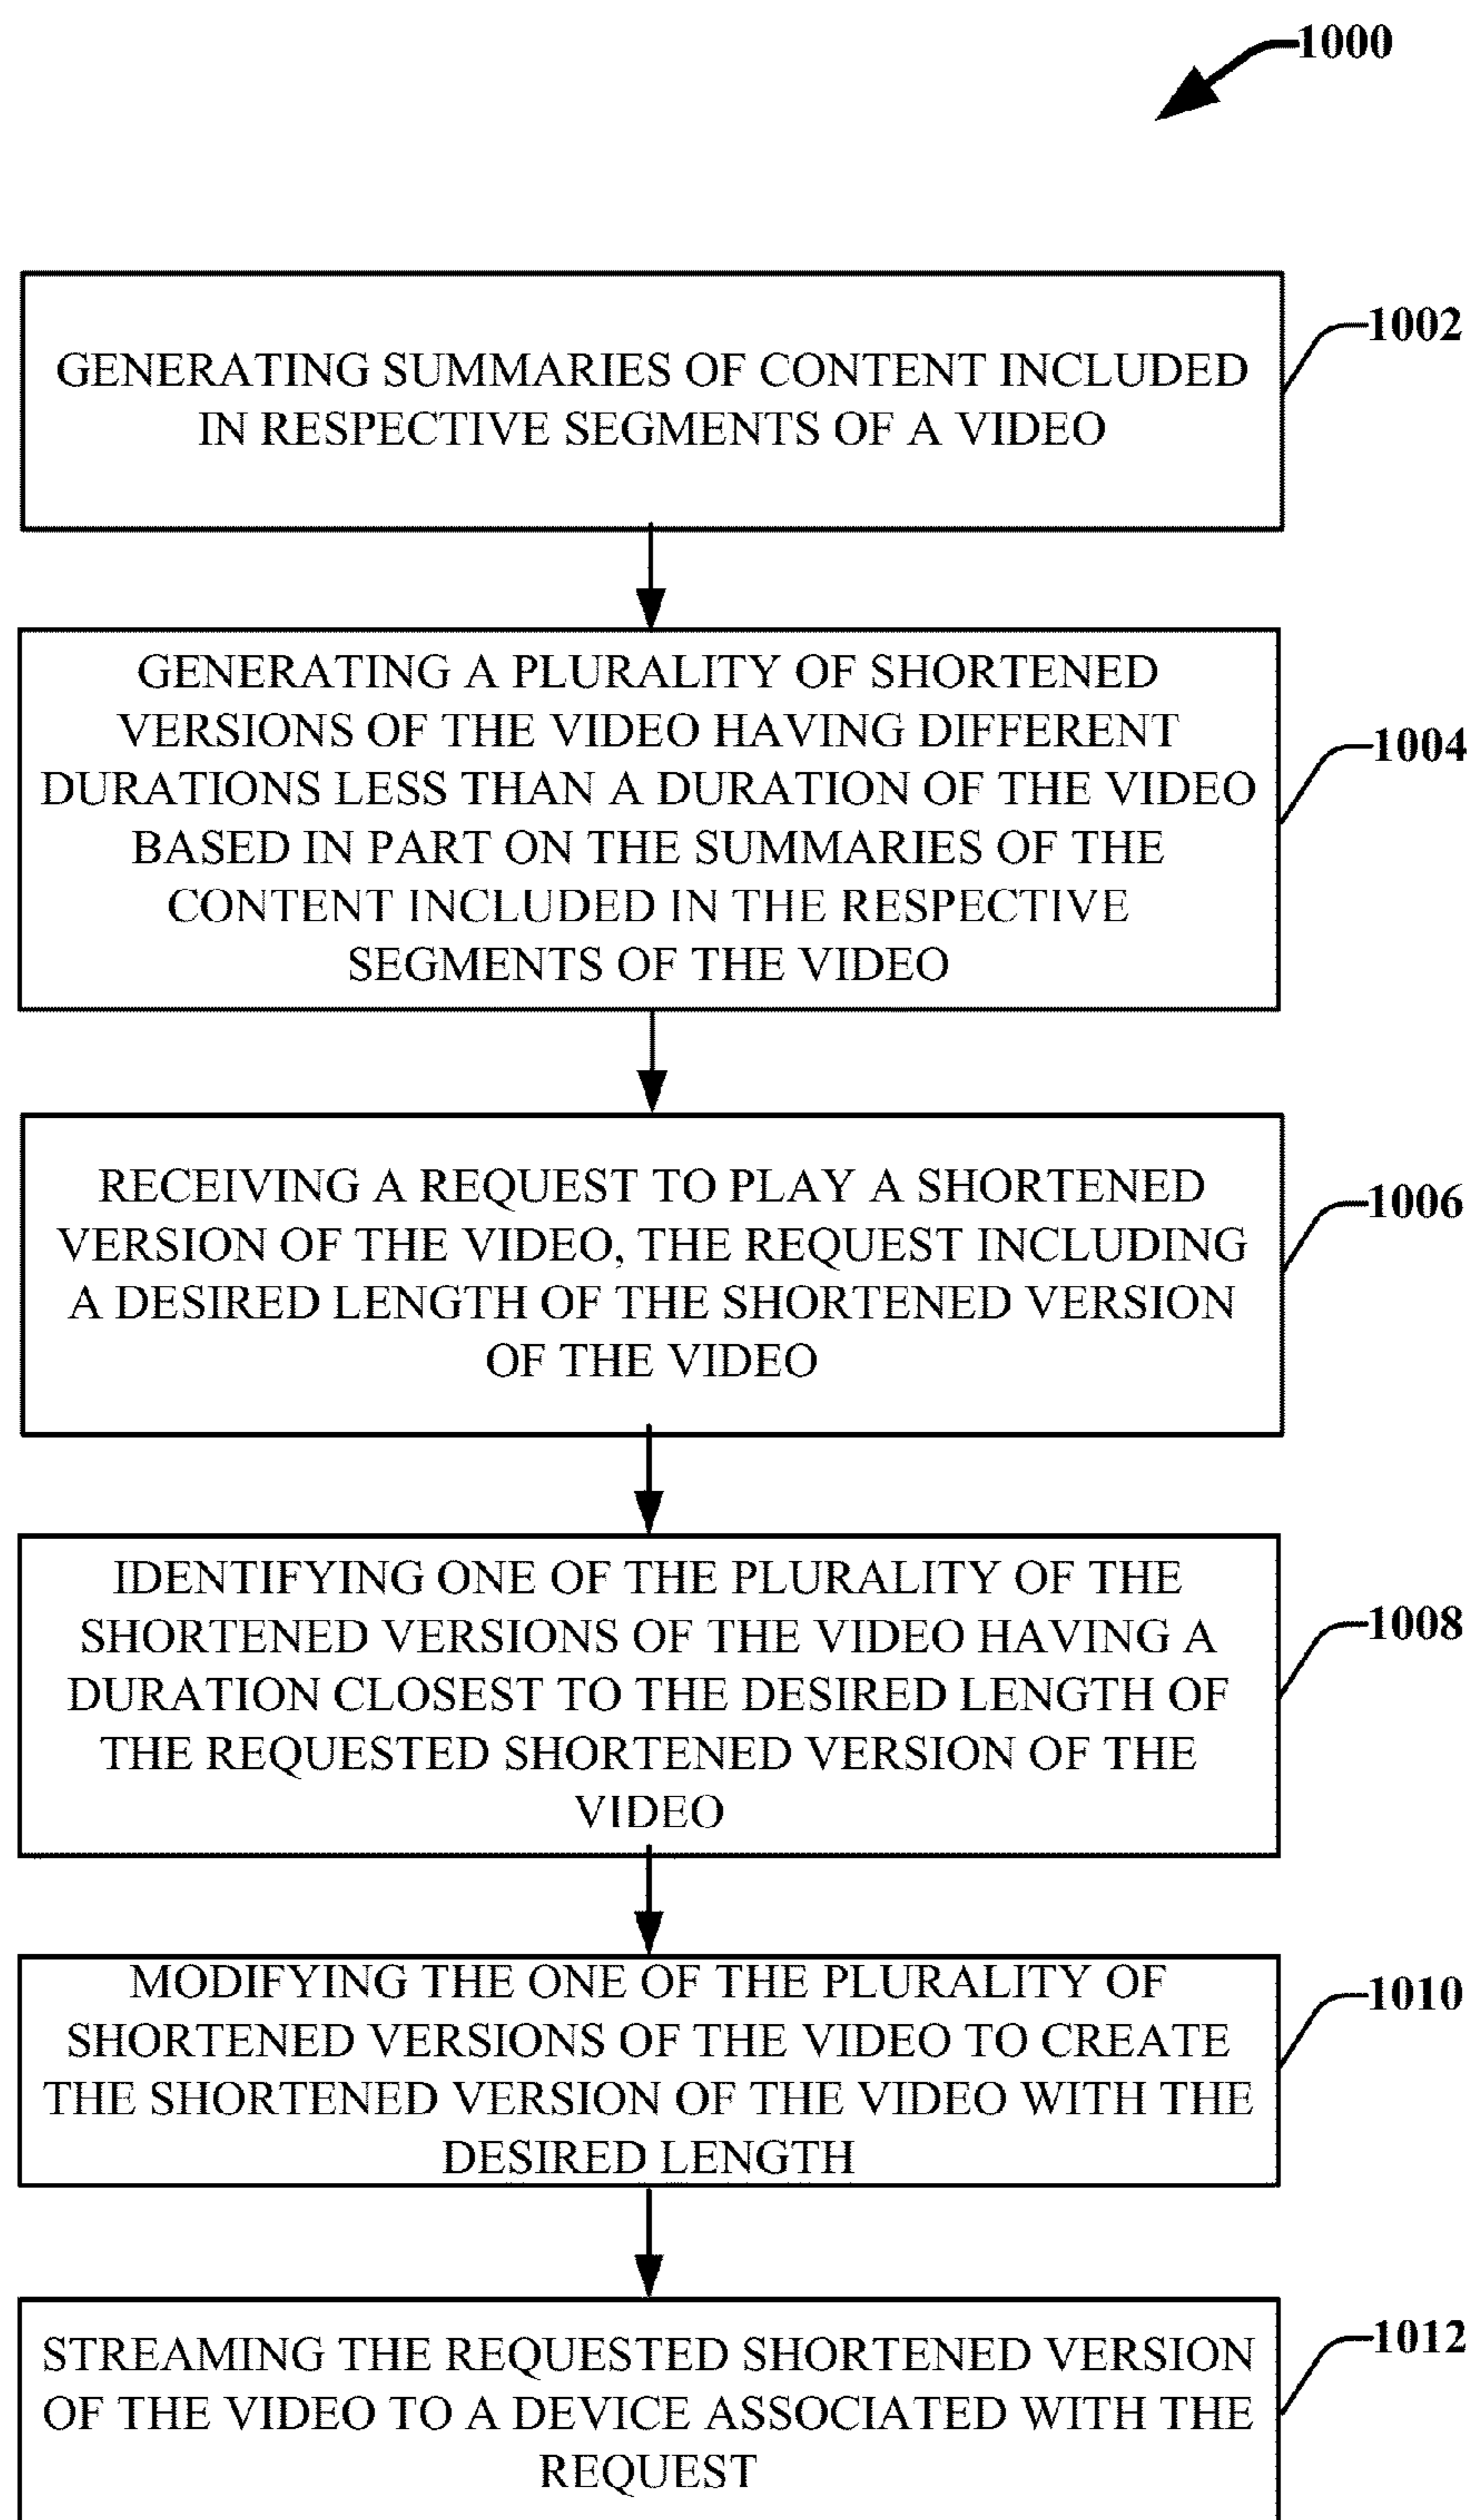 1000
GENERATING SUMMARIES OF CONTENT INCLUDED
IN RESPECTIVE SEGMENTS OF A VIDEO
1002
GENERATING A PLURALITY OF SHORTENED
VERSIONS OF THE VIDEO HAVING DIFFERENT
DURATIONS LESS THAN A DURATION OF THE VIDEO
BASED IN PART ON THE SUMMARIES OF THE
CONTENT INCLUDED IN THE RESPECTIVE
SEGMENTS OF THE VIDEO
1004
RECEIVING A REQUEST TO PLAY A SHORTENED
VERSION OF THE VIDEO, THE REQUEST INCLUDING
A DESIRED LENGTH OF THE SHORTENED VERSION
OF THE VIDEO
1006
IDENTIFYING ONE OF THE PLURALITY OF THE
SHORTENED VERSIONS OF THE VIDEO HAVING A
DURATION CLOSEST TO THE DESIRED LENGTH OF
THE REQUESTED SHORTENED VERSION OF THE
VIDEO
1008
MODIFYING THE ONE OF THE PLURALITY OF
SHORTENED VERSIONS OF THE VIDEO TO CREATE
THE SHORTENED VERSION OF THE VIDEO WITH THE
DESIRED LENGTH
1010
STREAMING THE REQUESTED SHORTENED VERSION
OF THE VIDEO TO A DEVICE ASSOCIATED WITH THE
REQUEST
1012